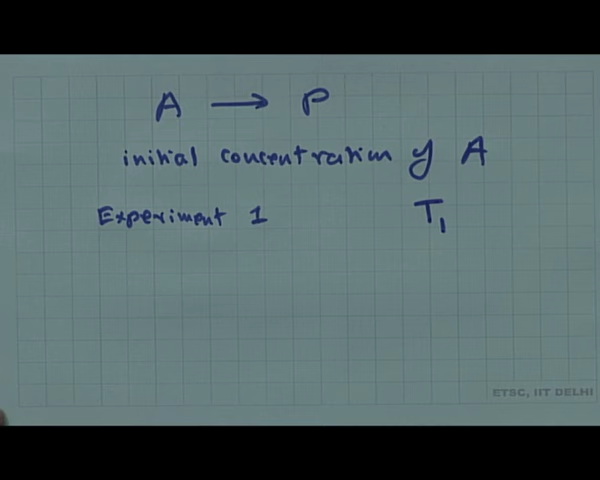 A → P
initial concentration of A
Experiment 1 T₁
ETSC, IIT DELHI